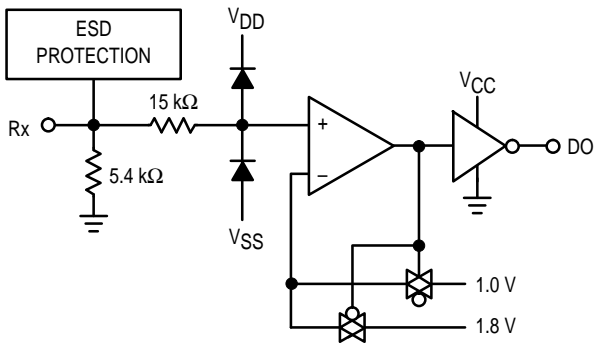 ESD
PROTECTION
VDD
VCC
15 kΩ
Rx
+
DO
5.4 kΩ
−
VSS
1.0 V
1.8 V